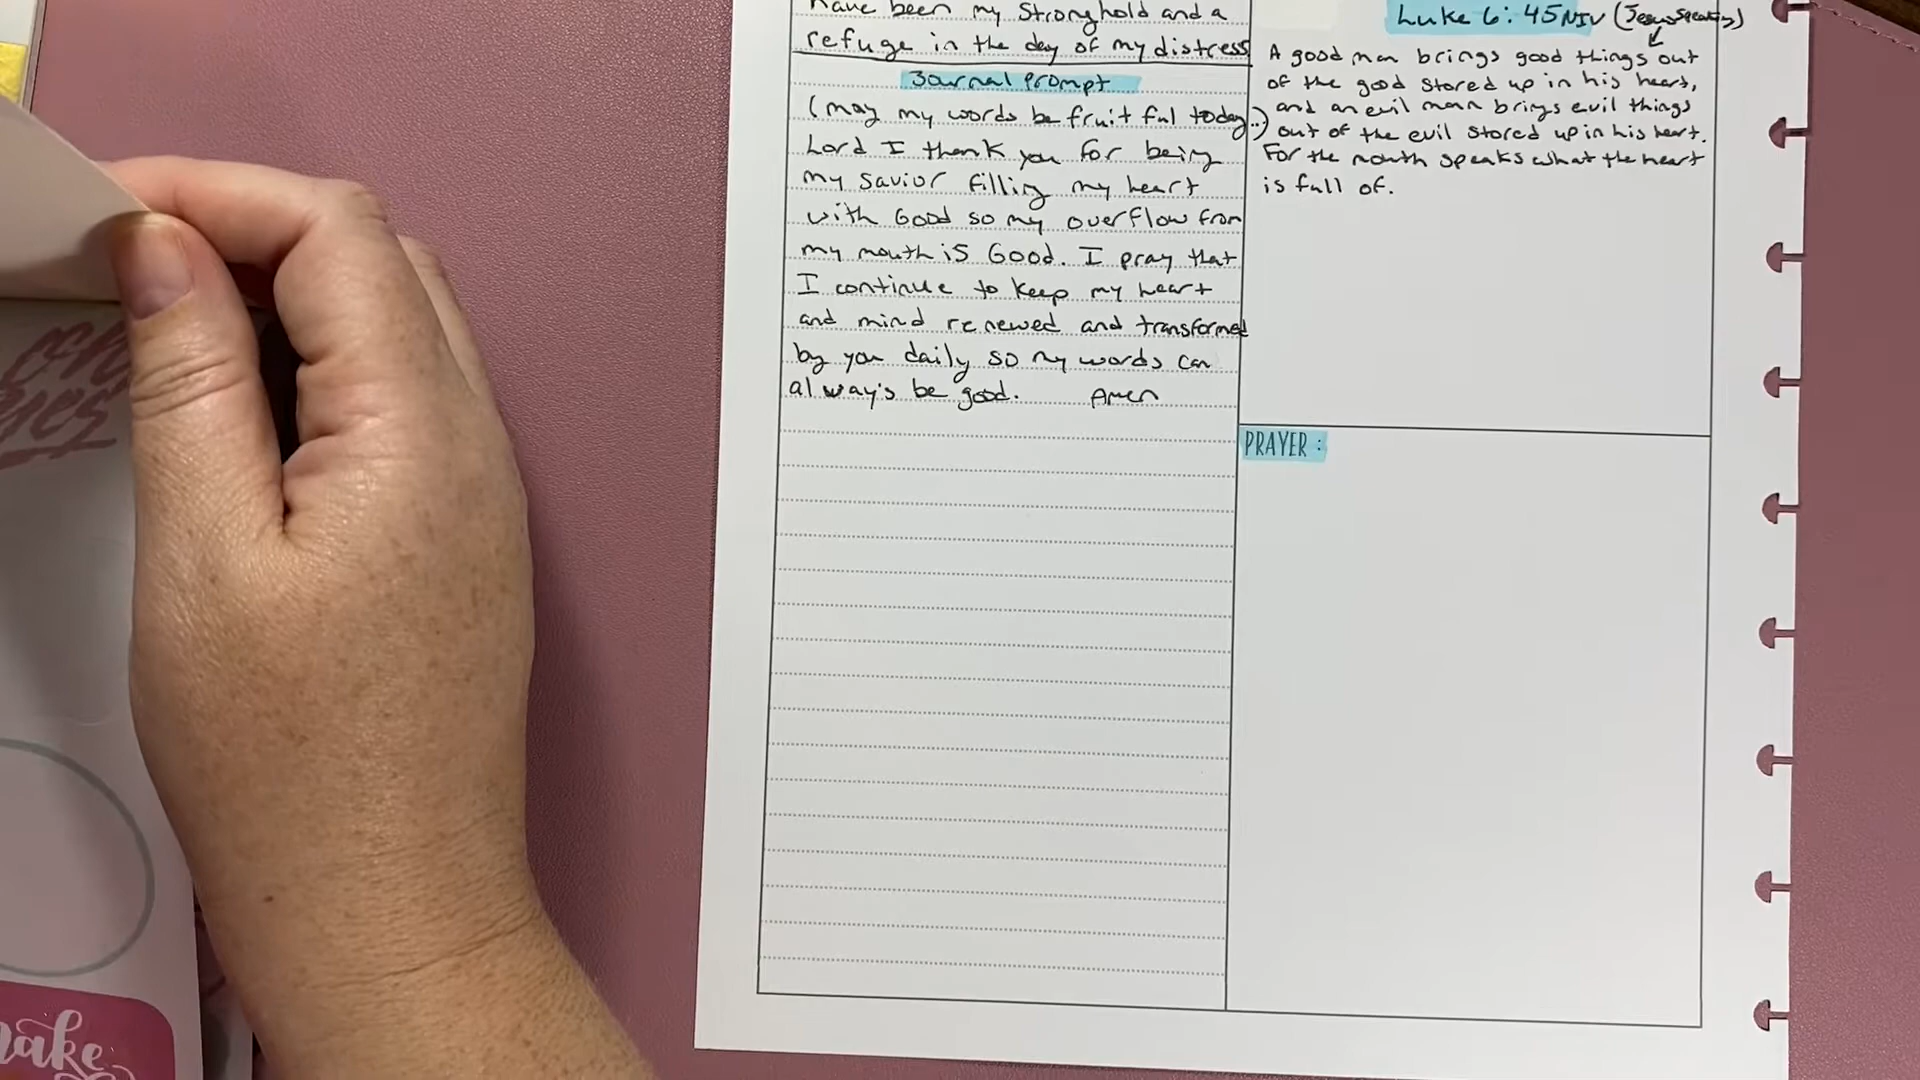 have been my stronghold and a
refuge in the day of my distress
Journal Prompt
(may my words be fruit ful today..)
Lord I thank you for being
my savior filling my heart
with Good so my overflow from
my mouth is Good. I pray that
I continue to keep my heart
and mind renewed and transformed
by you daily so my words can
always be good. Amen
Luke 6:45 NIV (Jesus Speaking)
A good man brings good things out
of the good stored up in his heart,
and an evil man brings evil things
out of the evil stored up in his heart.
For the mouth speaks what the heart
is full of.
PRAYER:
make